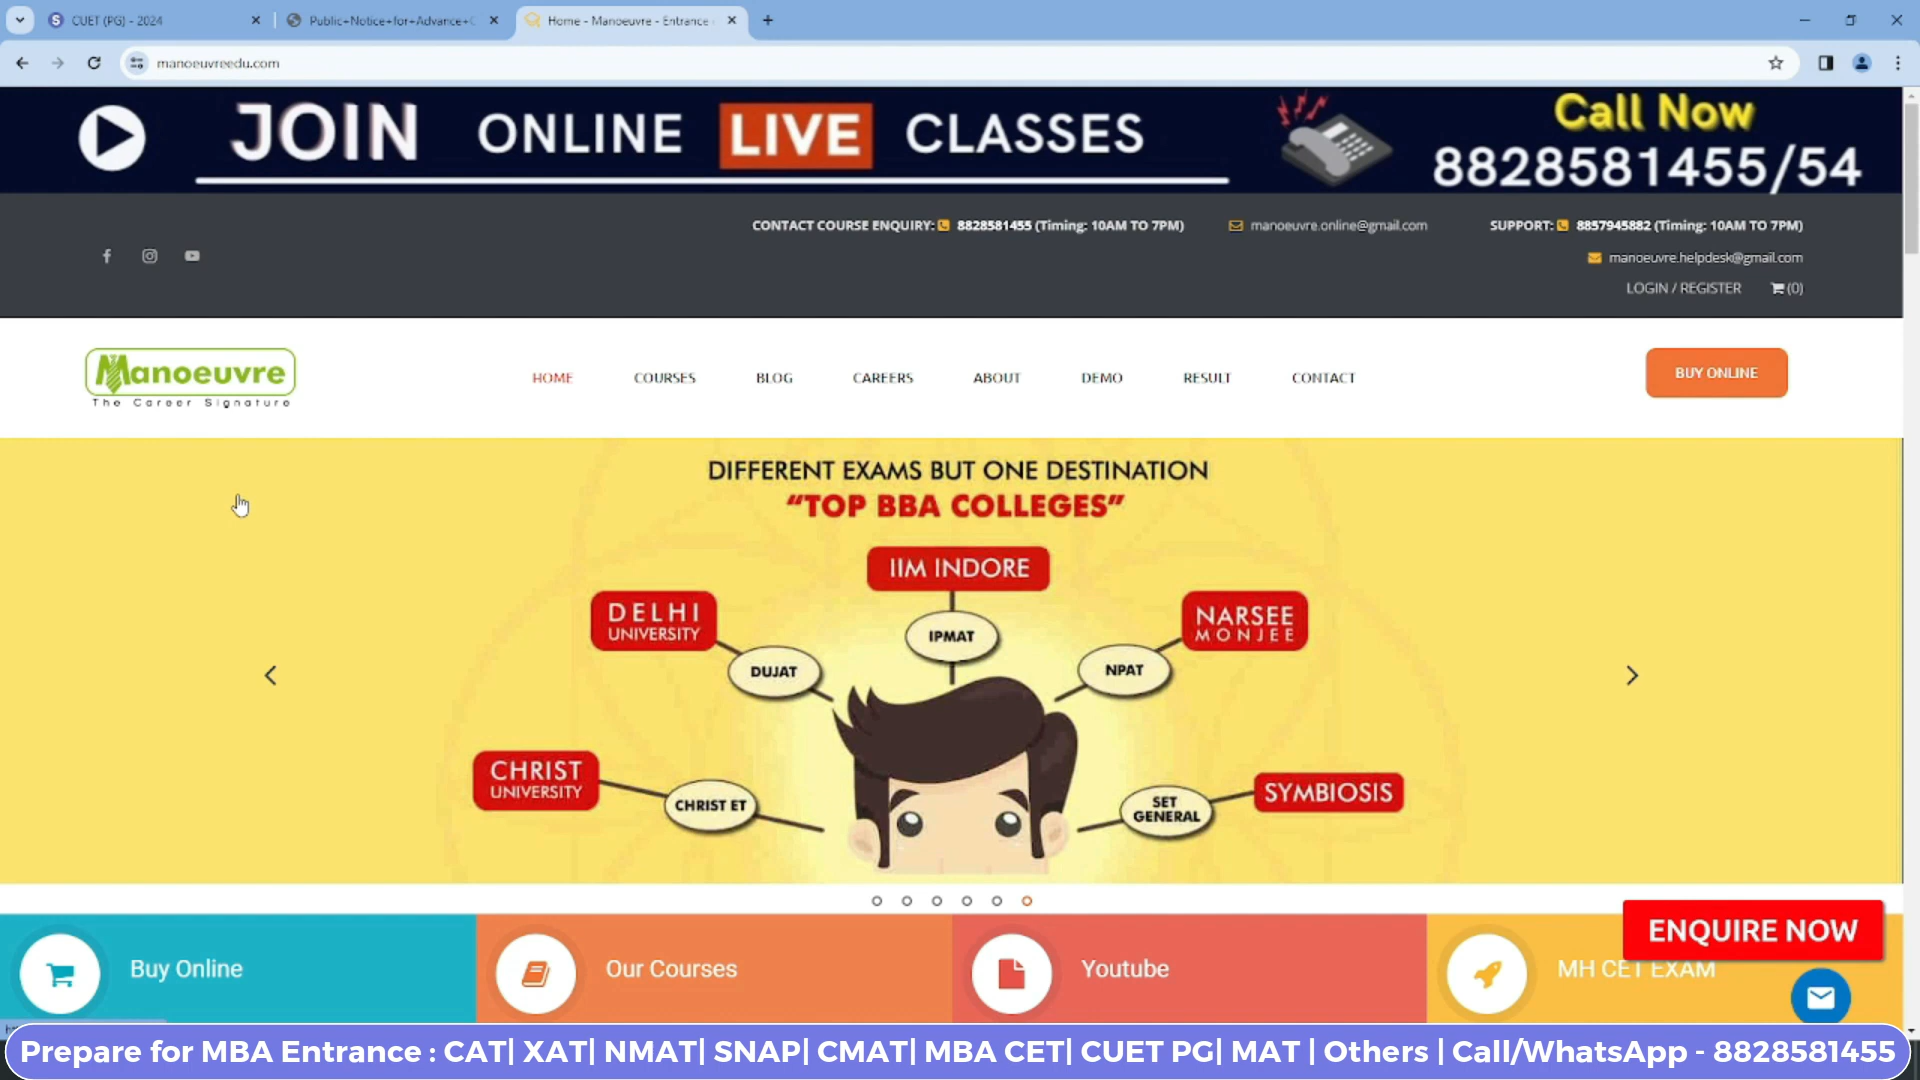 CUET (PG) - 2024
Public+Notice+for+Advance+C
Home - Manoeuvre - Entrance
manoeuvreedu.com
JOIN ONLINE LIVE CLASSES
Call Now
8828581455/54
CONTACT COURSE ENQUIRY: 8828581455 (Timing: 10AM TO 7PM)
manoeuvre.online@gmail.com
SUPPORT: 8857945882 (Timing: 10AM TO 7PM)
manoeuvre.helpdesk@gmail.com
LOGIN / REGISTER
(0)
Manoeuvre
The Career Signature
HOME
COURSES
BLOG
CAREERS
ABOUT
DEMO
RESULT
CONTACT
BUY ONLINE
DIFFERENT EXAMS BUT ONE DESTINATION
“TOP BBA COLLEGES”
IIM INDORE
DELHI
UNIVERSITY
NARSEE
MONJEE
IPMAT
DUJAT
NPAT
CHRIST
UNIVERSITY
CHRIST ET
SET
GENERAL
SYMBIOSIS
ENQUIRE NOW
Buy Online
Our Courses
Youtube
MH CET EXAM
Prepare for MBA Entrance : CAT| XAT| NMAT| SNAP| CMAT| MBA CET| CUET PG| MAT | Others | Call/WhatsApp - 8828581455